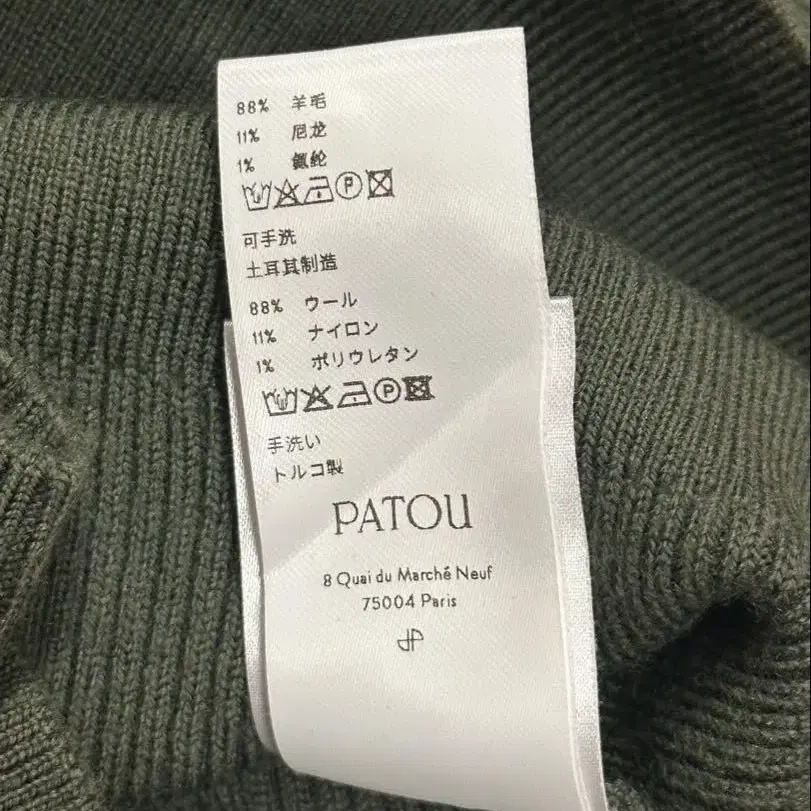 88% 羊毛
11% 尼龙
1% 氨纶
P
可手洗
土耳其制造
88% ウール
11% ナイロン
1% ポリウレタン
P
手洗い
トルコ製
PATOU
8 Quai du Marché Neuf
75004 Paris
JP